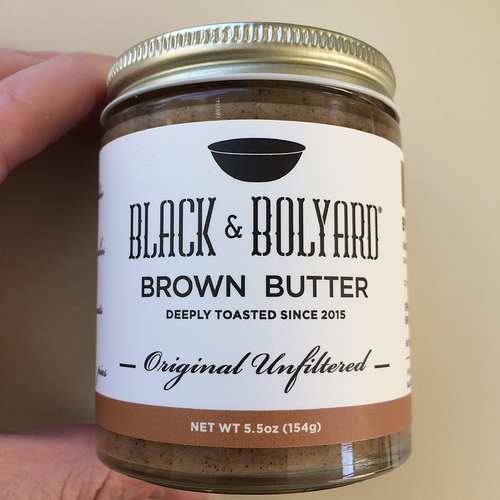 BLACK & BOLYARD®
BROWN BUTTER
DEEPLY TOASTED SINCE 2015
Original Unfiltered
NET WT 5.5oz (154g)